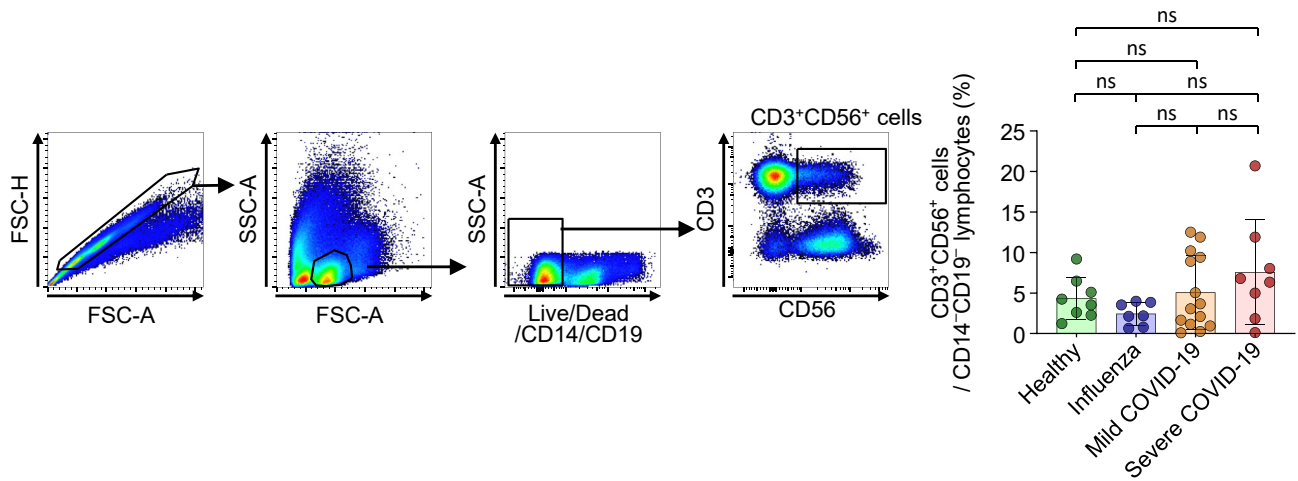 FSC-H
FSC-A
SSC-A
FSC-A
SSC-A
Live/Dead
/CD14/CD19
CD3⁺CD56⁺ cells
CD3
CD56
ns
ns
ns
ns
ns
ns
CD3⁺CD56⁺ cells
/ CD14⁻CD19⁻ lymphocytes (%)
25
20
15
10
5
0
Healthy
Influenza
Mild COVID-19
Severe COVID-19